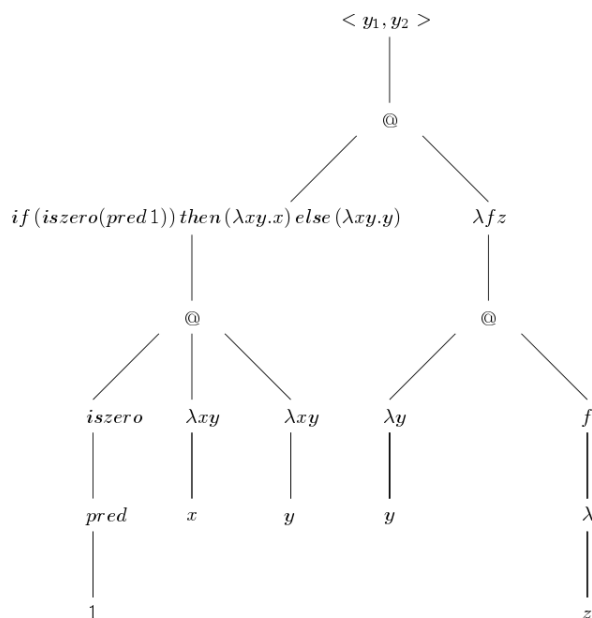 < y₁, y₂ >
@
if (iszero(pred 1)) then (λxy.x) else (λxy.y) λfz
@ @
iszero λxy λxy λy f
pred x y y λ
1 z